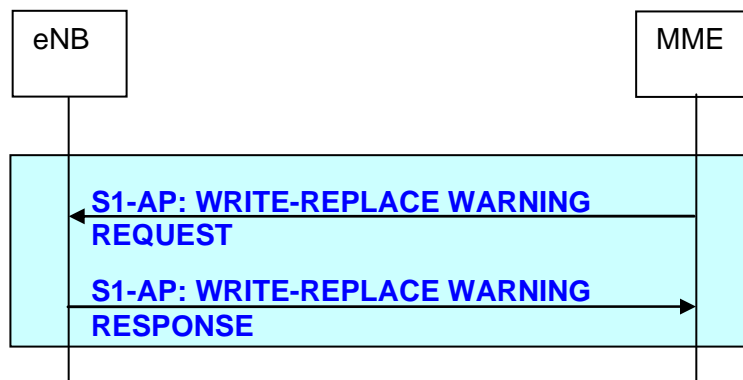 eNB
MME
S1-AP: WRITE-REPLACE WARNING
REQUEST
S1-AP: WRITE-REPLACE WARNING
RESPONSE